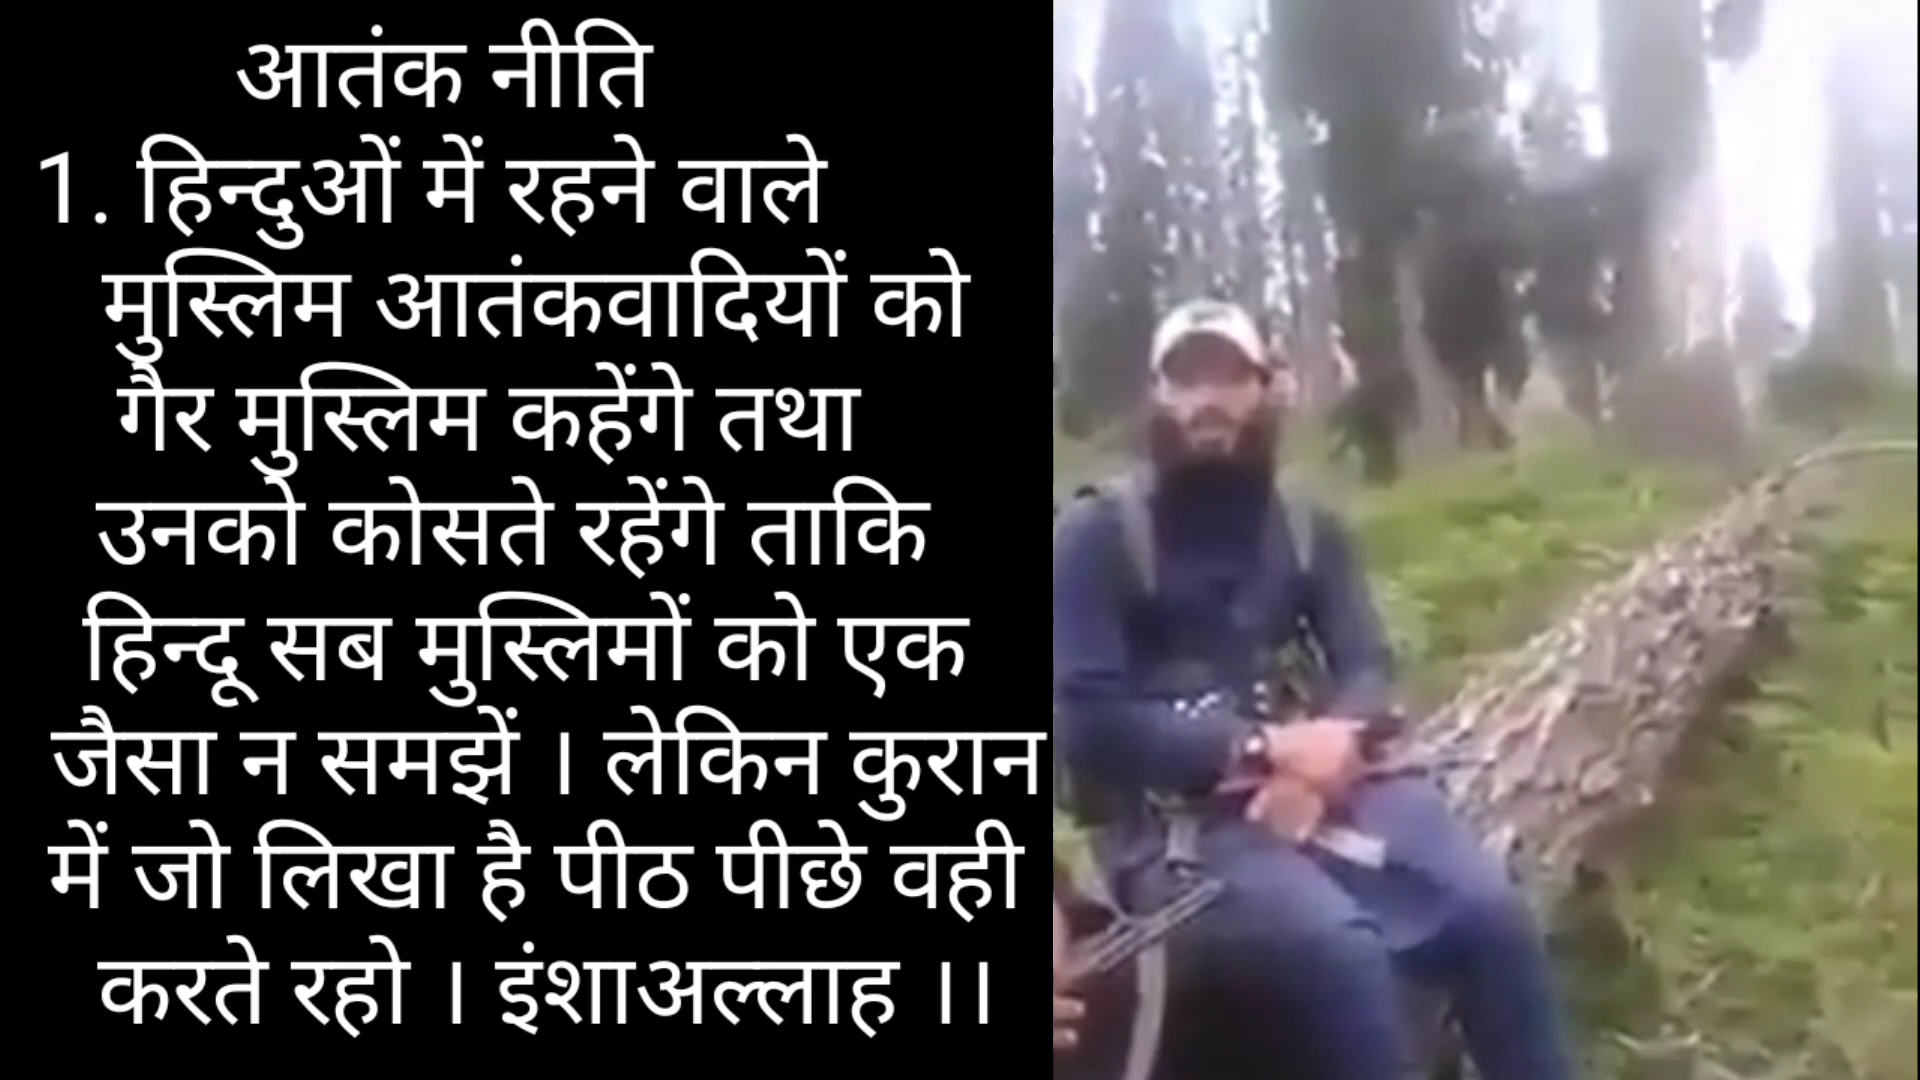 आतंक नीति
1. हिन्दुओं में रहने वाले
मुस्लिम आतंकवादियों को
गैर मुस्लिम कहेंगे तथा
उनको कोसते रहेंगे ताकि
हिन्दू सब मुस्लिमों को एक
जैसा न समझें । लेकिन कुरान
में जो लिखा है पीठ पीछे वही
करते रहो । इंशाअल्लाह ।।